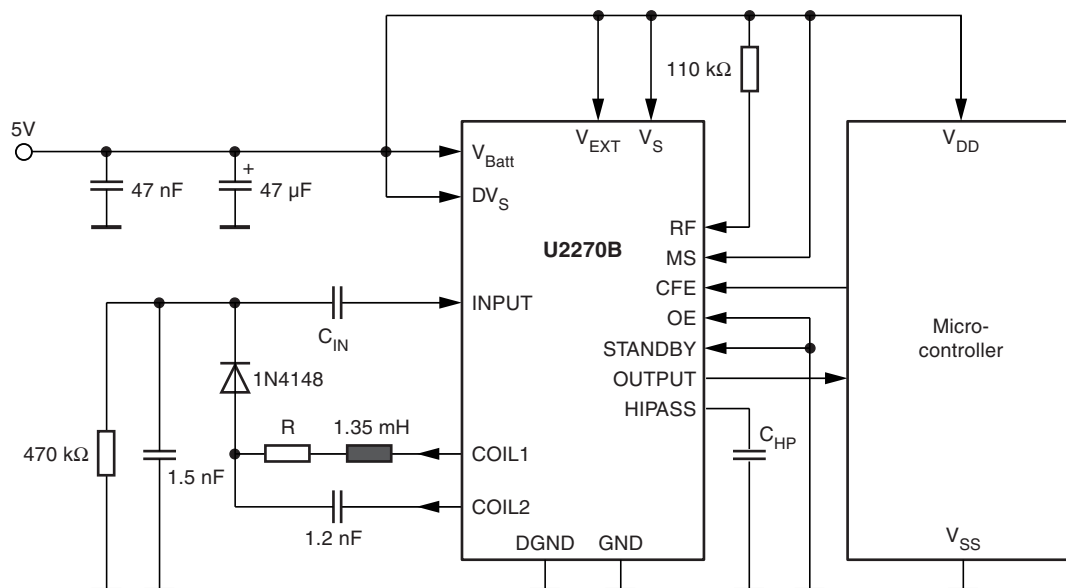 110 kΩ
5V
V_EXT
V_S
V_DD
V_Batt
47 nF
+
47 µF
DV_S
RF
U2270B
MS
CFE
INPUT
OE
C_IN
Micro-
controller
STANDBY
1N4148
OUTPUT
HIPASS
R
1.35 mH
C_HP
470 kΩ
COIL1
1.5 nF
COIL2
1.2 nF
DGND
GND
V_SS